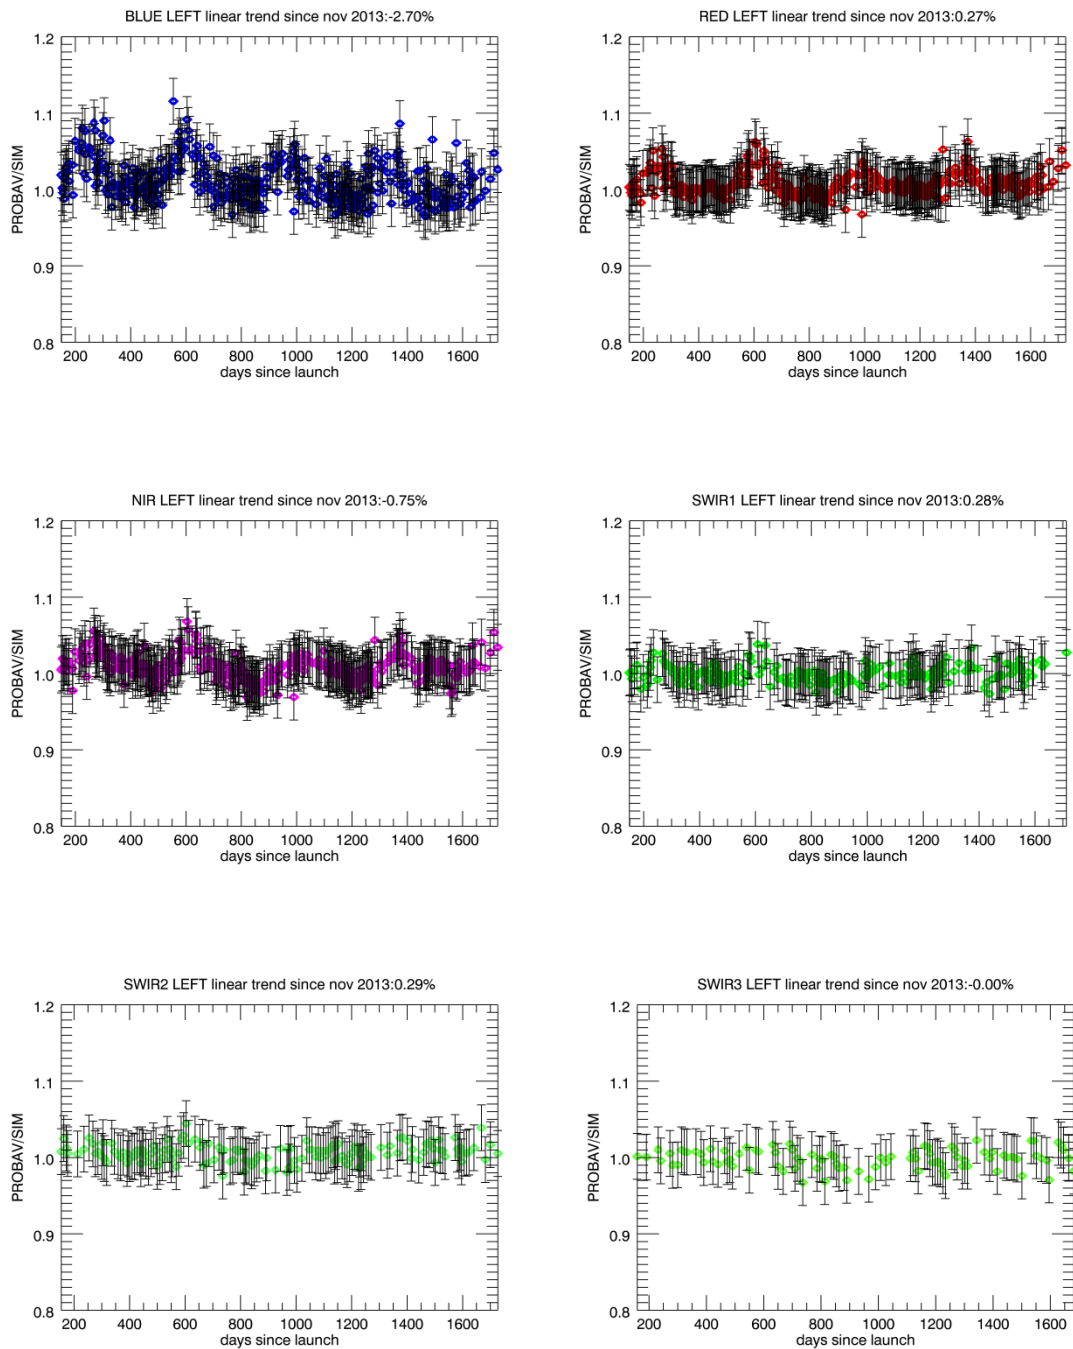 BLUE LEFT linear trend since nov 2013:-2.70%
1.2
1.1
1.0
0.9
0.8
PROBAV/SIM
200 400 600 800 1000 1200 1400 1600
days since launch
RED LEFT linear trend since nov 2013:0.27%
1.2
1.1
1.0
0.9
0.8
PROBAV/SIM
200 400 600 800 1000 1200 1400 1600
days since launch
NIR LEFT linear trend since nov 2013:-0.75%
1.2
1.1
1.0
0.9
0.8
PROBAV/SIM
200 400 600 800 1000 1200 1400 1600
days since launch
SWIR1 LEFT linear trend since nov 2013:0.28%
1.2
1.1
1.0
0.9
0.8
PROBAV/SIM
200 400 600 800 1000 1200 1400 1600
days since launch
SWIR2 LEFT linear trend since nov 2013:0.29%
1.2
1.1
1.0
0.9
0.8
PROBAV/SIM
200 400 600 800 1000 1200 1400 1600
days since launch
SWIR3 LEFT linear trend since nov 2013:-0.00%
1.2
1.1
1.0
0.9
0.8
PROBAV/SIM
200 400 600 800 1000 1200 1400 1600
days since launch